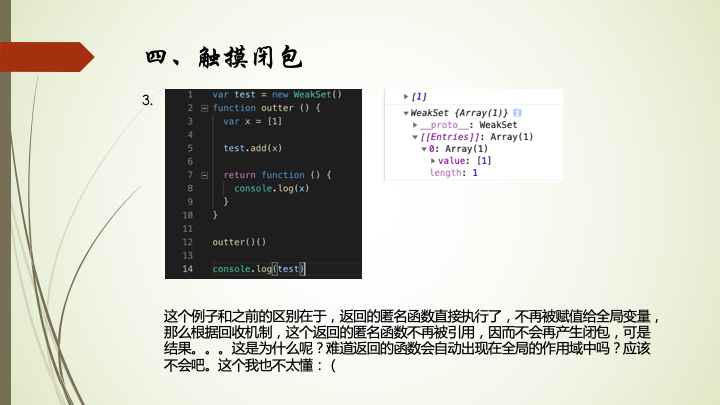 四、触摸闭包
3.
1 var test = new WeakSet()
2 function outter () {
3 var x = [1]
4
5 test.add(x)
6
7 return function () {
8 console.log(x)
9 }
10 }
11
12 outter()()
13
14 console.log(test)
▶[1]
▼WeakSet {Array(1)} i
▶__proto__: WeakSet
▼[[Entries]]: Array(1)
▼0: Array(1)
▶value: [1]
length: 1
这个例子和之前的区别在于，返回的匿名函数直接执行了，不再被赋值给全局变量，
那么根据回收机制，这个返回的匿名函数不再被引用，因而不会再产生闭包，可是
结果。。。这是为什么呢？难道返回的函数会自动出现在全局的作用域中吗？应该
不会吧。这个我也不太懂：（